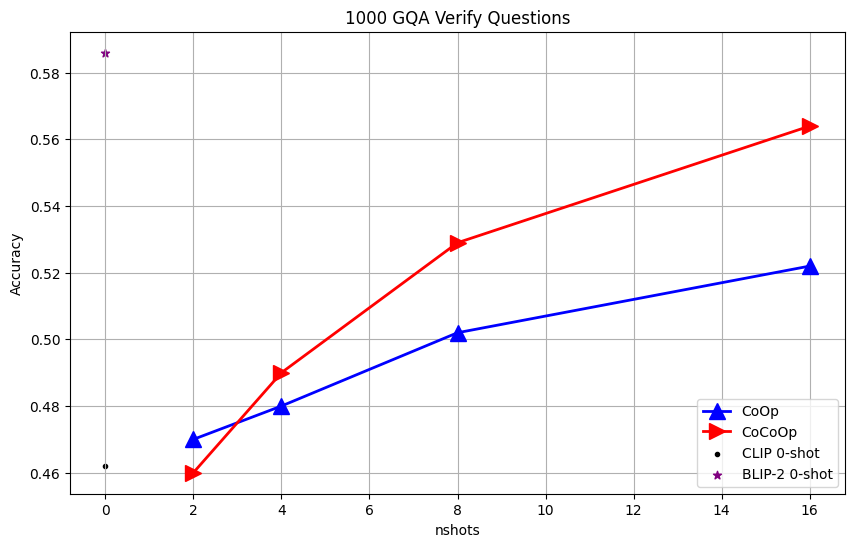 1000 GQA Verify Questions
Accuracy
0.58
0.56
0.54
0.52
0.50
0.48
0.46
0 2 4 6 8 10 12 14 16
nshots
CoOp
CoCoOp
CLIP 0-shot
BLIP-2 0-shot